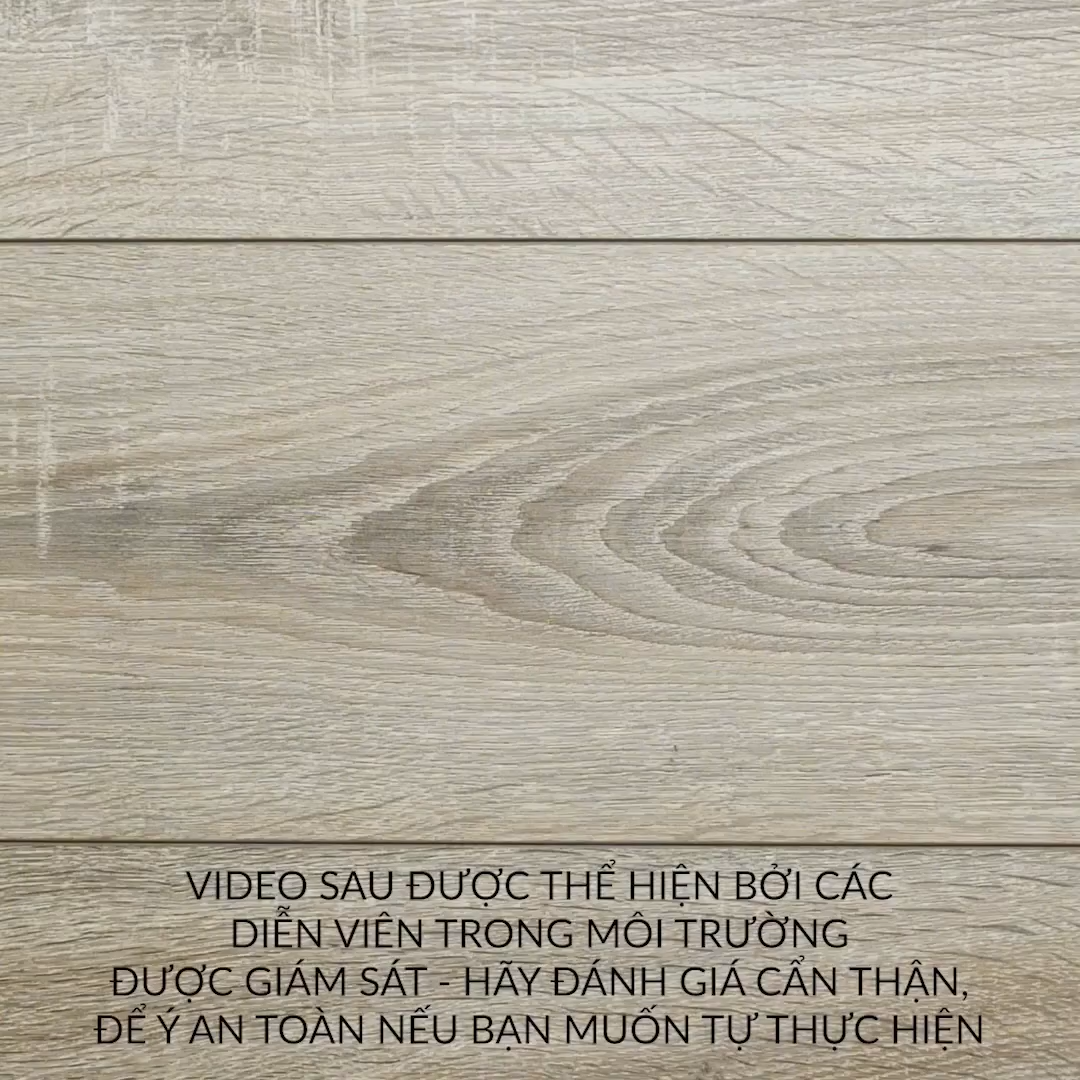 VIDEO SAU ĐƯỢC THỂ HIỆN BỞI CÁC
DIỄN VIÊN TRONG MÔI TRƯỜNG
ĐƯỢC GIÁM SÁT - HÃY ĐÁNH GIÁ CẨN THẬN,
ĐỂ Ý AN TOÀN NẾU BẠN MUỐN TỰ THỰC HIỆN